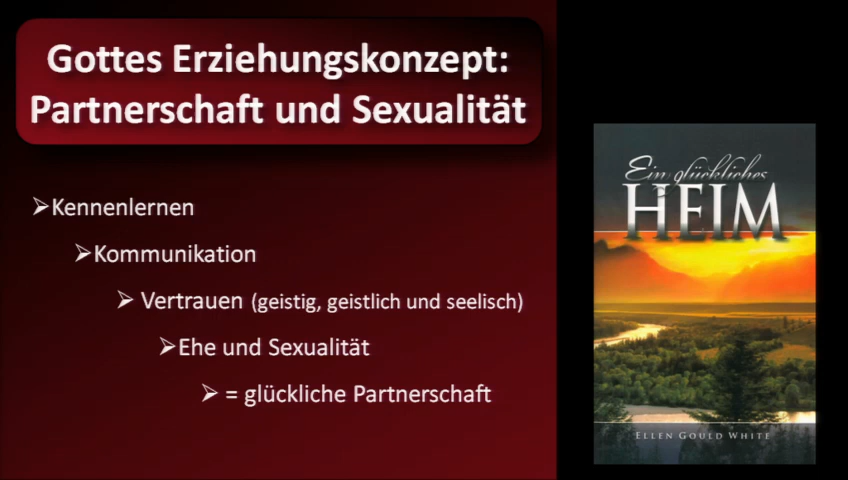 Gottes Erziehungskonzept:
Partnerschaft und Sexualität
➢Kennenlernen
➢Kommunikation
➢ Vertrauen (geistig, geistlich und seelisch)
➢Ehe und Sexualität
➢ = glückliche Partnerschaft
Ein glückliches
HEIM
ELLEN GOULD WHITE